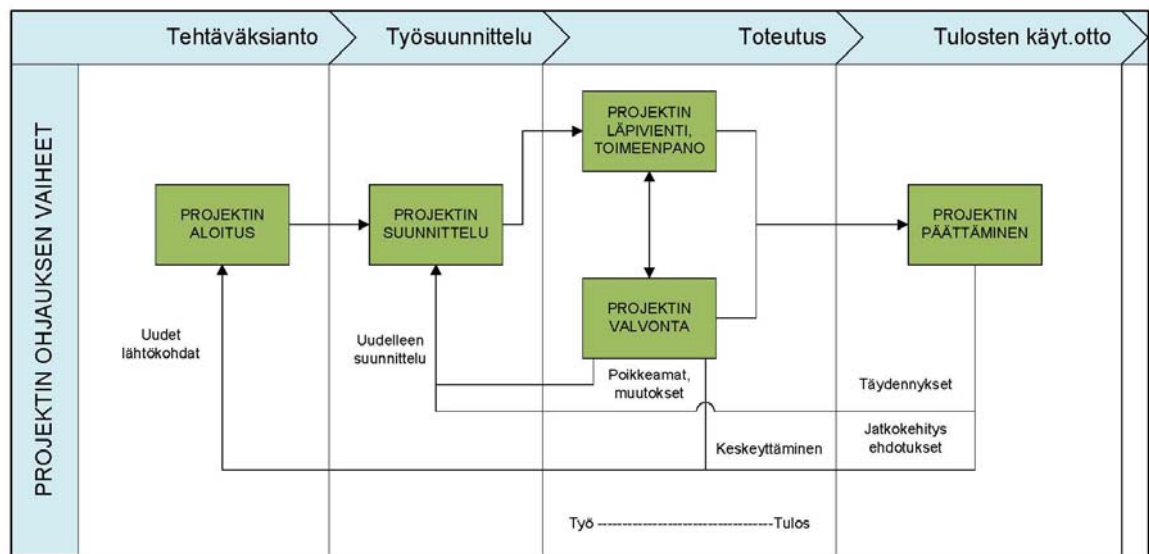 Tehtäväksianto
Työsuunnittelu
Toteutus
Tulosten käyt.otto
PROJEKTIN OHJAUKSEN VAIHEET
PROJEKTIN
LÄPIVIENTI,
TOIMEENPANO
PROJEKTIN
ALOITUS
PROJEKTIN
SUUNNITTELU
PROJEKTIN
PÄÄTTÄMINEN
PROJEKTIN
VALVONTA
Uudet
lähtökohdat
Uudelleen
suunnittelu
Poikkeamat,
muutokset
Täydennykset
Keskeyttäminen
Jatkokehitys
ehdotukset
Työ ---------------------------Tulos